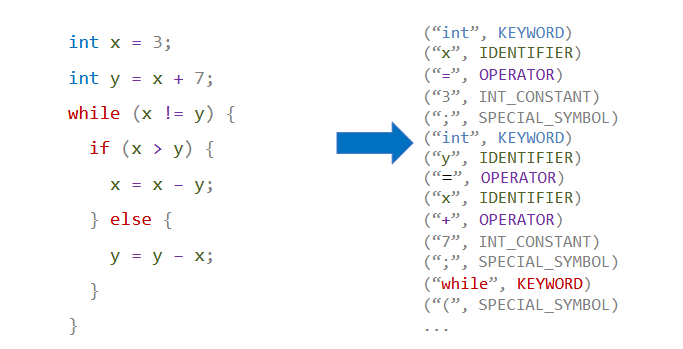 int x = 3;
int y = x + 7;
while (x != y) {
if (x > y) {
x = x – y;
} else {
y = y – x;
}
}
(“int”, KEYWORD)
(“x”, IDENTIFIER)
(“=”, OPERATOR)
(“3”, INT_CONSTANT)
(“;”, SPECIAL_SYMBOL)
(“int”, KEYWORD)
(“y”, IDENTIFIER)
(“=”, OPERATOR)
(“x”, IDENTIFIER)
(“+”, OPERATOR)
(“7”, INT_CONSTANT)
(“;”, SPECIAL_SYMBOL)
(“while”, KEYWORD)
(“(”, SPECIAL_SYMBOL)
...